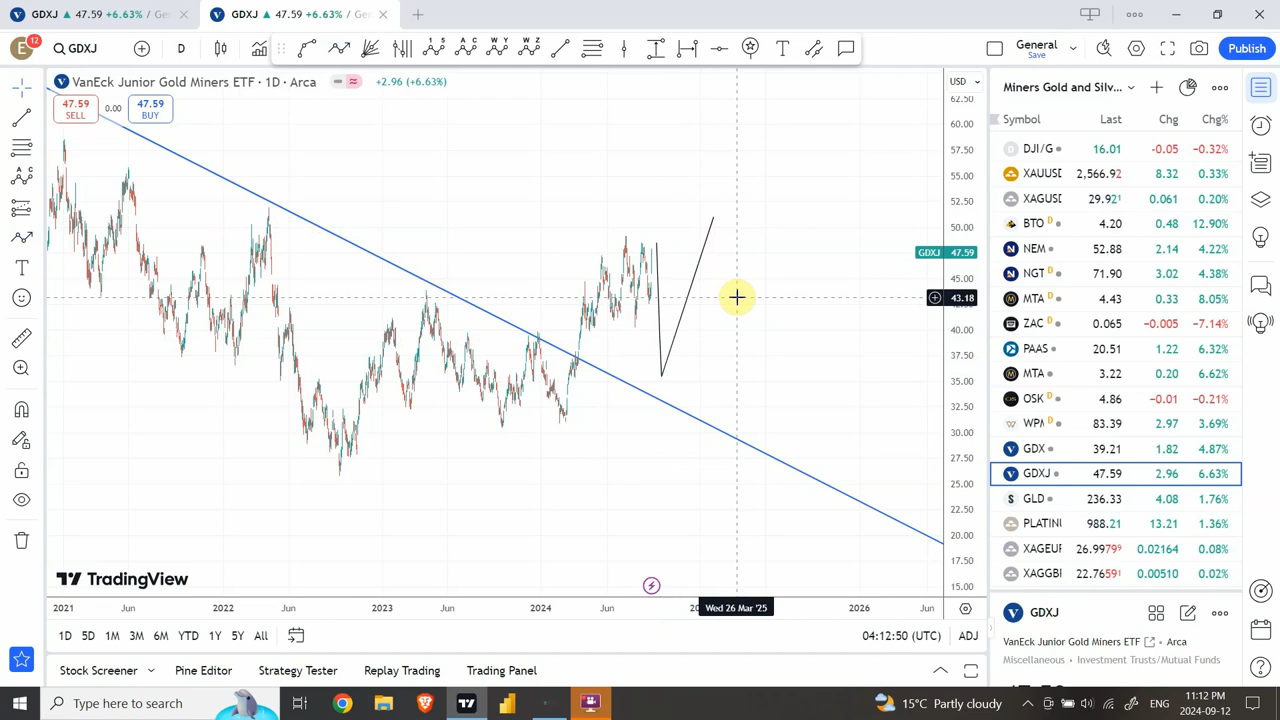 GDXJ 47.59 +6.63% / Ge
GDXJ 47.59 +6.63% / Ge
E 12 GDXJ D General Save Publish
VanEck Junior Gold Miners ETF · 1D · Arca +2.96 (+6.63%)
47.59 SELL 0.00 47.59 BUY
USD
62.50
60.00
57.50
55.00
52.50
50.00
GDXJ 47.59
45.00
43.18
40.00
37.50
35.00
32.50
30.00
27.50
25.00
22.50
20.00
17.50
15.00
TradingView
2021 Jun 2022 Jun 2023 Jun 2024 Jun Wed 26 Mar '25 2026 Jun
1D 5D 1M 3M 6M YTD 1Y 5Y All 04:12:50 (UTC) ADJ
Stock Screener Pine Editor Strategy Tester Replay Trading Trading Panel
Miners Gold and Silv...
Symbol Last Chg Chg%
DJI/G 16.01 -0.05 -0.32%
XAUUSD 2,566.92 8.32 0.33%
XAGUSD 29.921 0.061 0.20%
BTO D 4.20 0.48 12.90%
NEM 52.88 2.14 4.22%
NGT D 71.90 3.02 4.38%
MTA D 4.43 0.33 8.05%
ZAC D 0.065 -0.005 -7.14%
PAAS 20.51 1.22 6.32%
MTA 3.22 0.20 6.62%
OSK 4.86 -0.01 -0.21%
WPM D 83.39 2.97 3.69%
GDX 39.21 1.82 4.87%
GDXJ 47.59 2.96 6.63%
GLD 236.33 4.08 1.76%
PLATINU 988.21 13.21 1.36%
XAGEUR 26.99799 0.02164 0.08%
XAGGBP 22.76591 0.00510 0.02%
GDXJ
VanEck Junior Gold Miners ETF Arca
Miscellaneous • Investment Trusts/Mutual Funds
Type here to search
15°C Partly cloudy
ENG
11:12 PM
2024-09-12